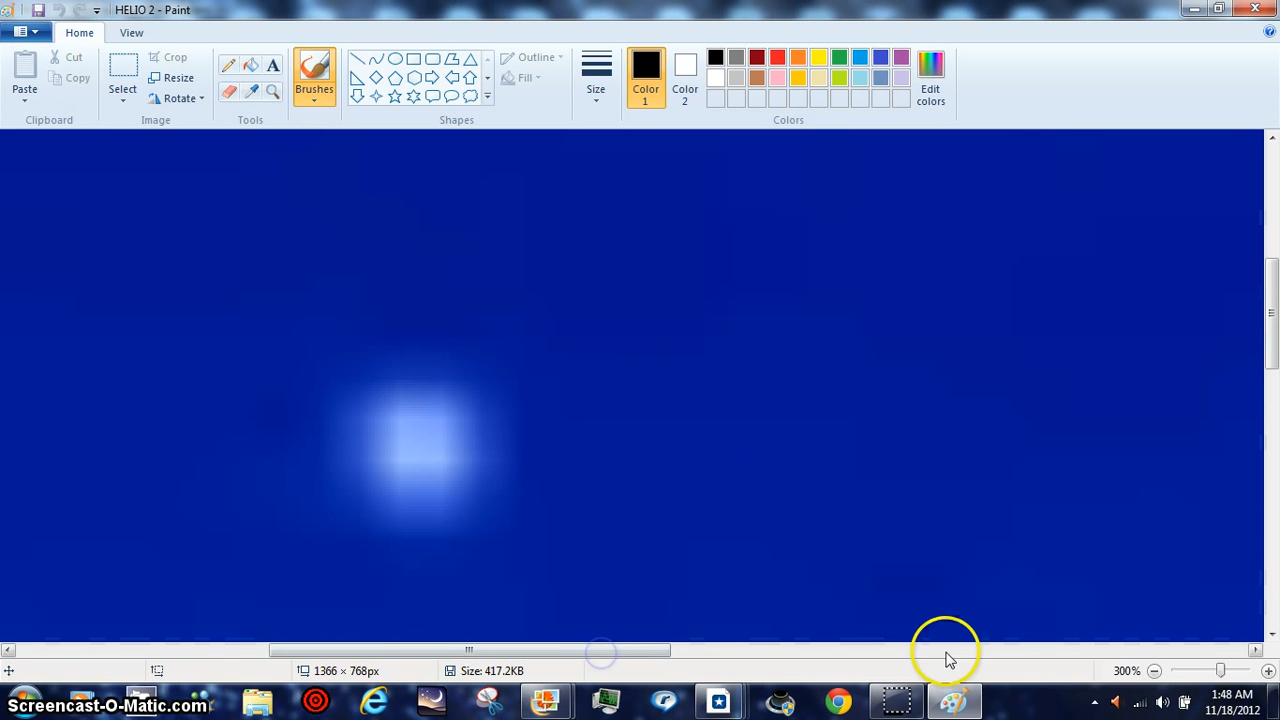 HELIO 2 - Paint
Home View
Paste Cut Copy
Select Crop Resize Rotate
A
Brushes
Outline Fill
Size
Color 1 Color 2
Edit colors
Clipboard Image Tools Shapes Colors
1366 × 768px Size: 417.2KB 300%
1:48 AM
11/18/2012
Screencast-O-Matic.com